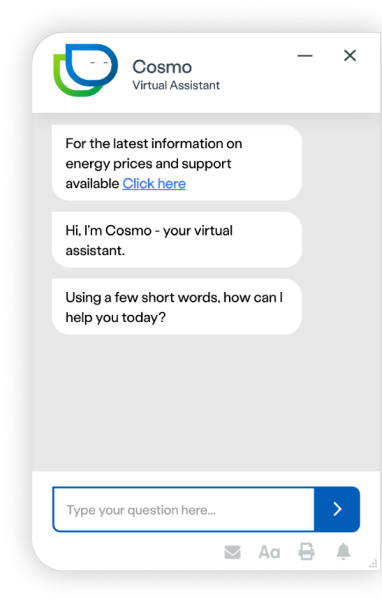 Cosmo
Virtual Assistant
For the latest information on
energy prices and support
available Click here
Hi, I'm Cosmo - your virtual
assistant.
Using a few short words, how can I
help you today?
Type your question here...
Aa